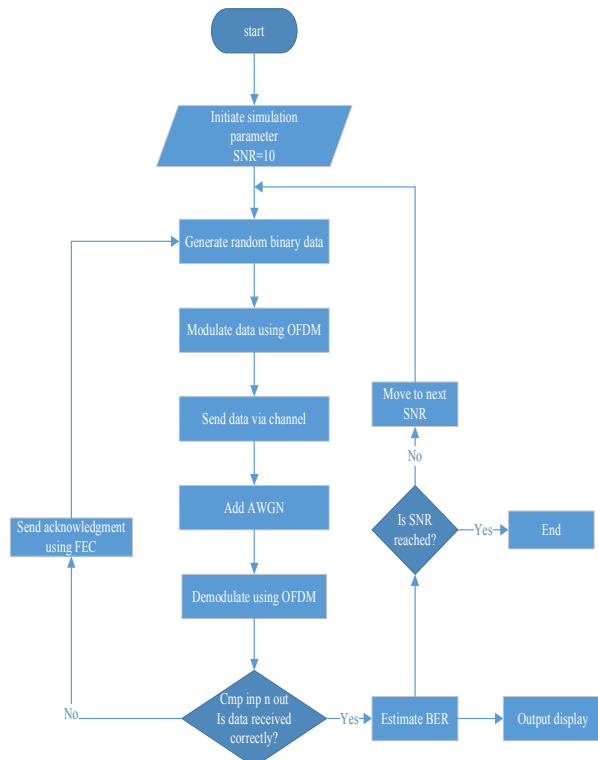 start
Initiate simulation
parameter
SNR=10
Generate random binary data
Modulate data using OFDM
Send data via channel
Add AWGN
Demodulate using OFDM
Cmp inp n out
Is data received
correctly?
No
Send acknowledgment
using FEC
Yes
Estimate BER
Output display
Is SNR
reached?
Yes
End
No
Move to next
SNR